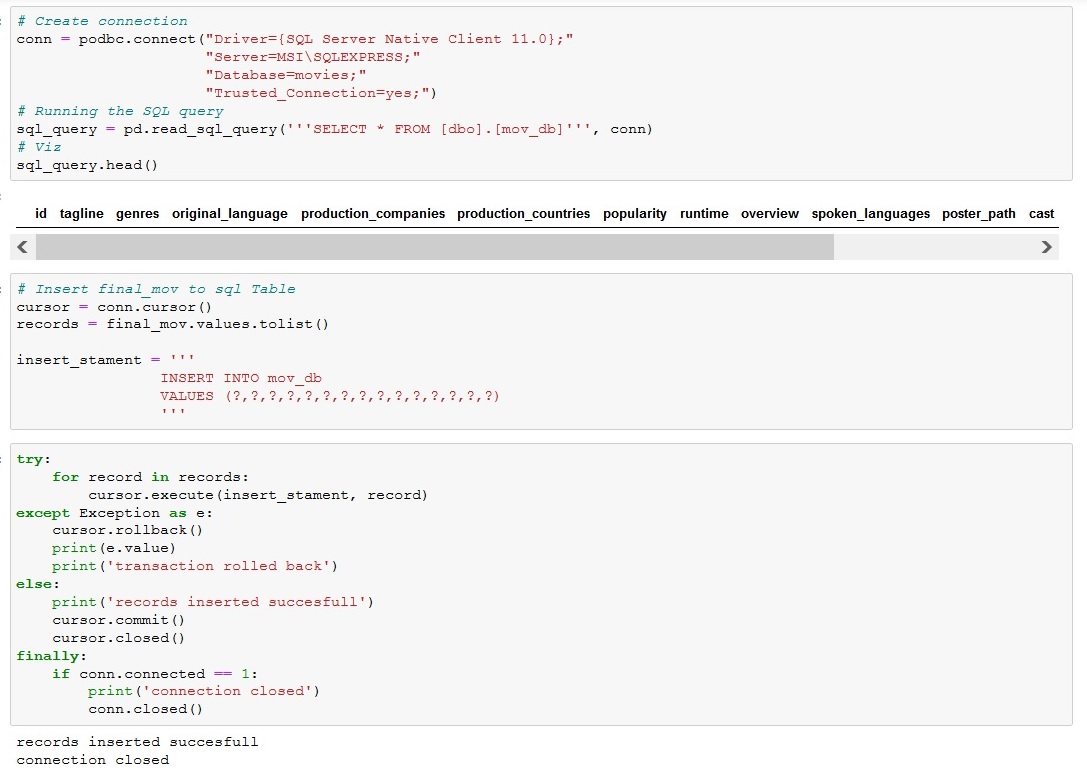 # Create connection
conn = podbc.connect("Driver={SQL Server Native Client 11.0};"
"Server=MSI\SQLEXPRESS;"
"Database=movies;"
"Trusted_Connection=yes;")
# Running the SQL query
sql_query = pd.read_sql_query('''SELECT * FROM [dbo].[mov_db]''', conn)
# Viz
sql_query.head()
id tagline genres original_language production_companies production_countries popularity runtime overview spoken_languages poster_path cast
# Insert final_mov to sql Table
cursor = conn.cursor()
records = final_mov.values.tolist()
insert_stament = '''
INSERT INTO mov_db
VALUES (?,?,?,?,?,?,?,?,?,?,?,?,?,?,?)
'''
try:
for record in records:
cursor.execute(insert_stament, record)
except Exception as e:
cursor.rollback()
print(e.value)
print('transaction rolled back')
else:
print('records inserted succesfull')
cursor.commit()
cursor.closed()
finally:
if conn.connected == 1:
print('connection closed')
conn.closed()
records inserted succesfull
connection closed